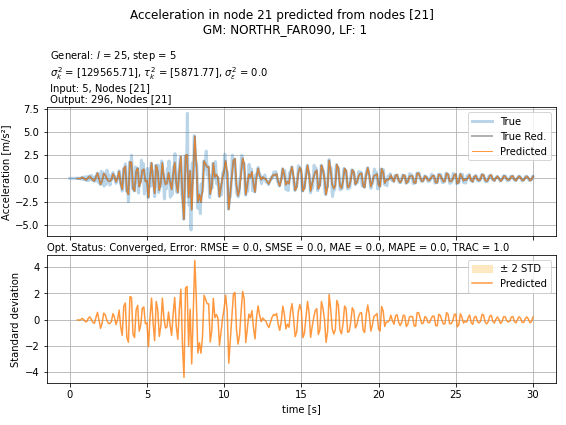 Acceleration in node 21 predicted from nodes [21]
GM: NORTHR_FAR090, LF: 1
General: l = 25, step = 5
σ²ₖ = [129565.71], τ²ₖ = [5871.77], σ²ε = 0.0
Input: 5, Nodes [21]
Output: 296, Nodes [21]
Acceleration [m/s²]
7.5
5.0
2.5
0.0
−2.5
−5.0
True
True Red.
Predicted
Opt. Status: Converged, Error: RMSE = 0.0, SMSE = 0.0, MAE = 0.0, MAPE = 0.0, TRAC = 1.0
Standard deviation
4
2
0
−2
−4
± 2 STD
Predicted
0 5 10 15 20 25 30
time [s]